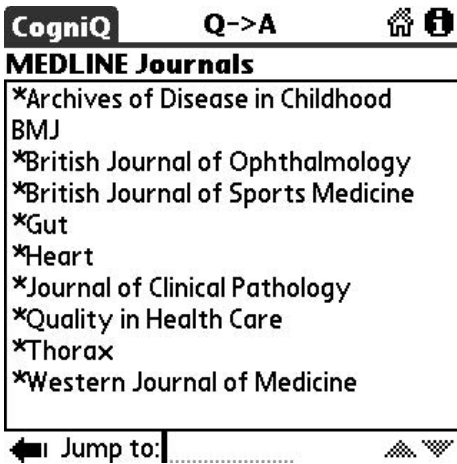 CogniQ Q->A
MEDLINE Journals
*Archives of Disease in Childhood
BMJ
*British Journal of Ophthalmology
*British Journal of Sports Medicine
*Gut
*Heart
*Journal of Clinical Pathology
*Quality in Health Care
*Thorax
*Western Journal of Medicine
Jump to: